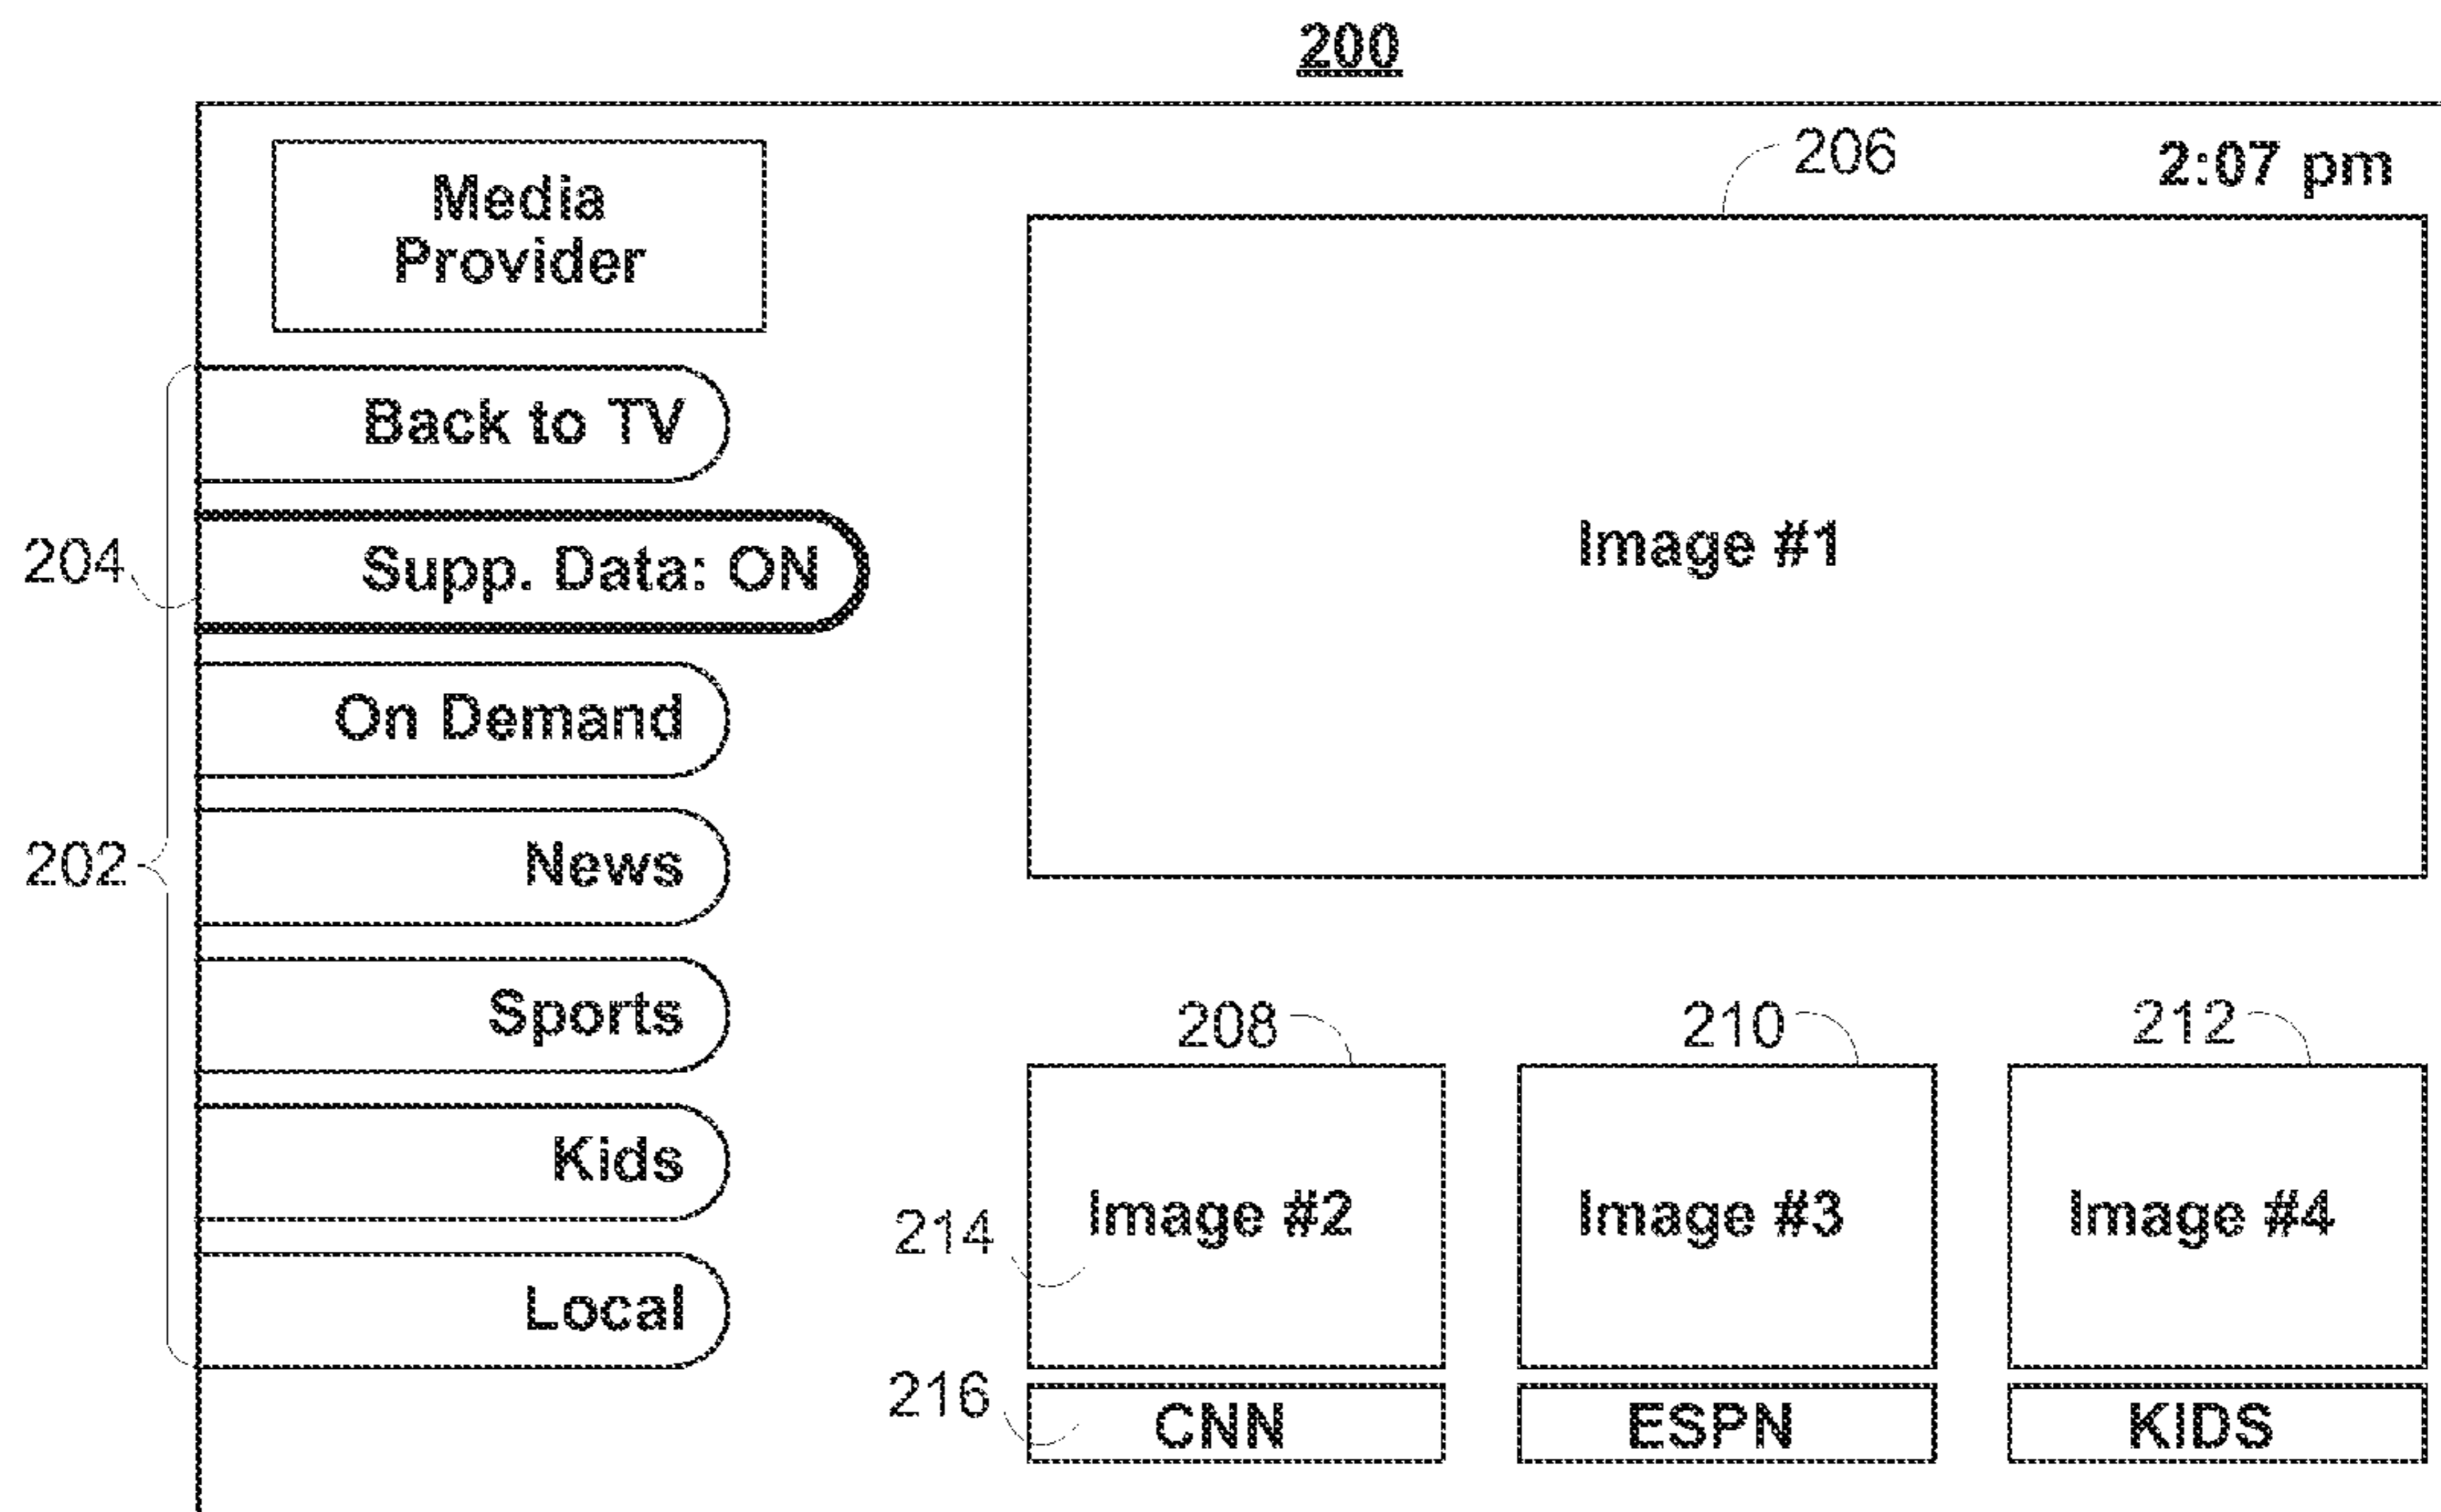 200
206
2:07 pm
Media
Provider
Back to TV
204
Supp. Data: ON
Image #1
On Demand
202
News
Sports
208
210
212
Kids
214
Image #2
Image #3
Image #4
Local
216
CNN
ESPN
KIDS